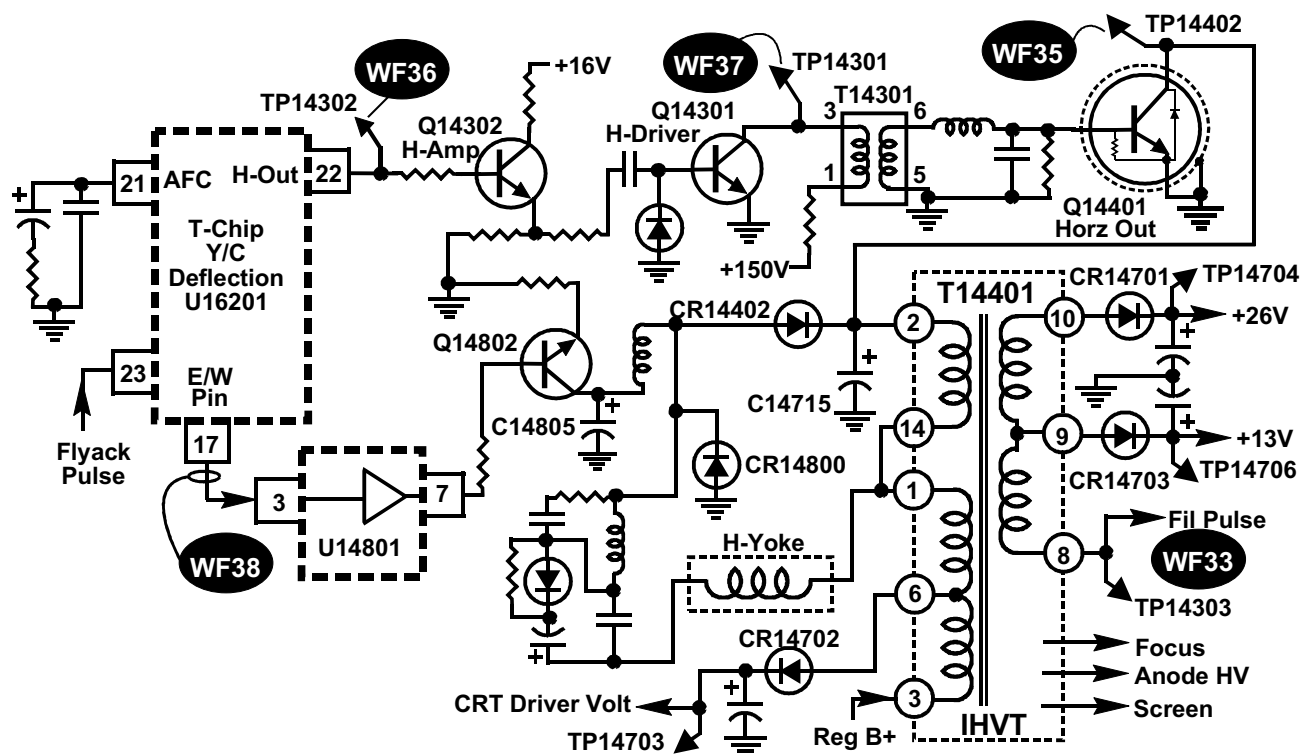 WF36
WF37
WF35
TP14402
+16V
TP14301
TP14302
Q14302
H-Amp
Q14301
H-Driver
T14301
3
6
1
5
21
AFC
H-Out
22
T-Chip
Y/C
Deflection
U16201
+150V
Q14401
Horz Out
+
23
E/W
Pin
17
Flyack
Pulse
Q14802
CR14402
T14401
2
10
CR14701
TP14704
+26V
+
+
C14805
+
C14715
14
9
+
+13V
CR14703
TP14706
3
7
U14801
CR14800
1
WF38
H-Yoke
8
Fil Pulse
WF33
TP14303
6
+
CR14702
+
Focus
Anode HV
Screen
CRT Driver Volt
TP14703
3
Reg B+
IHVT